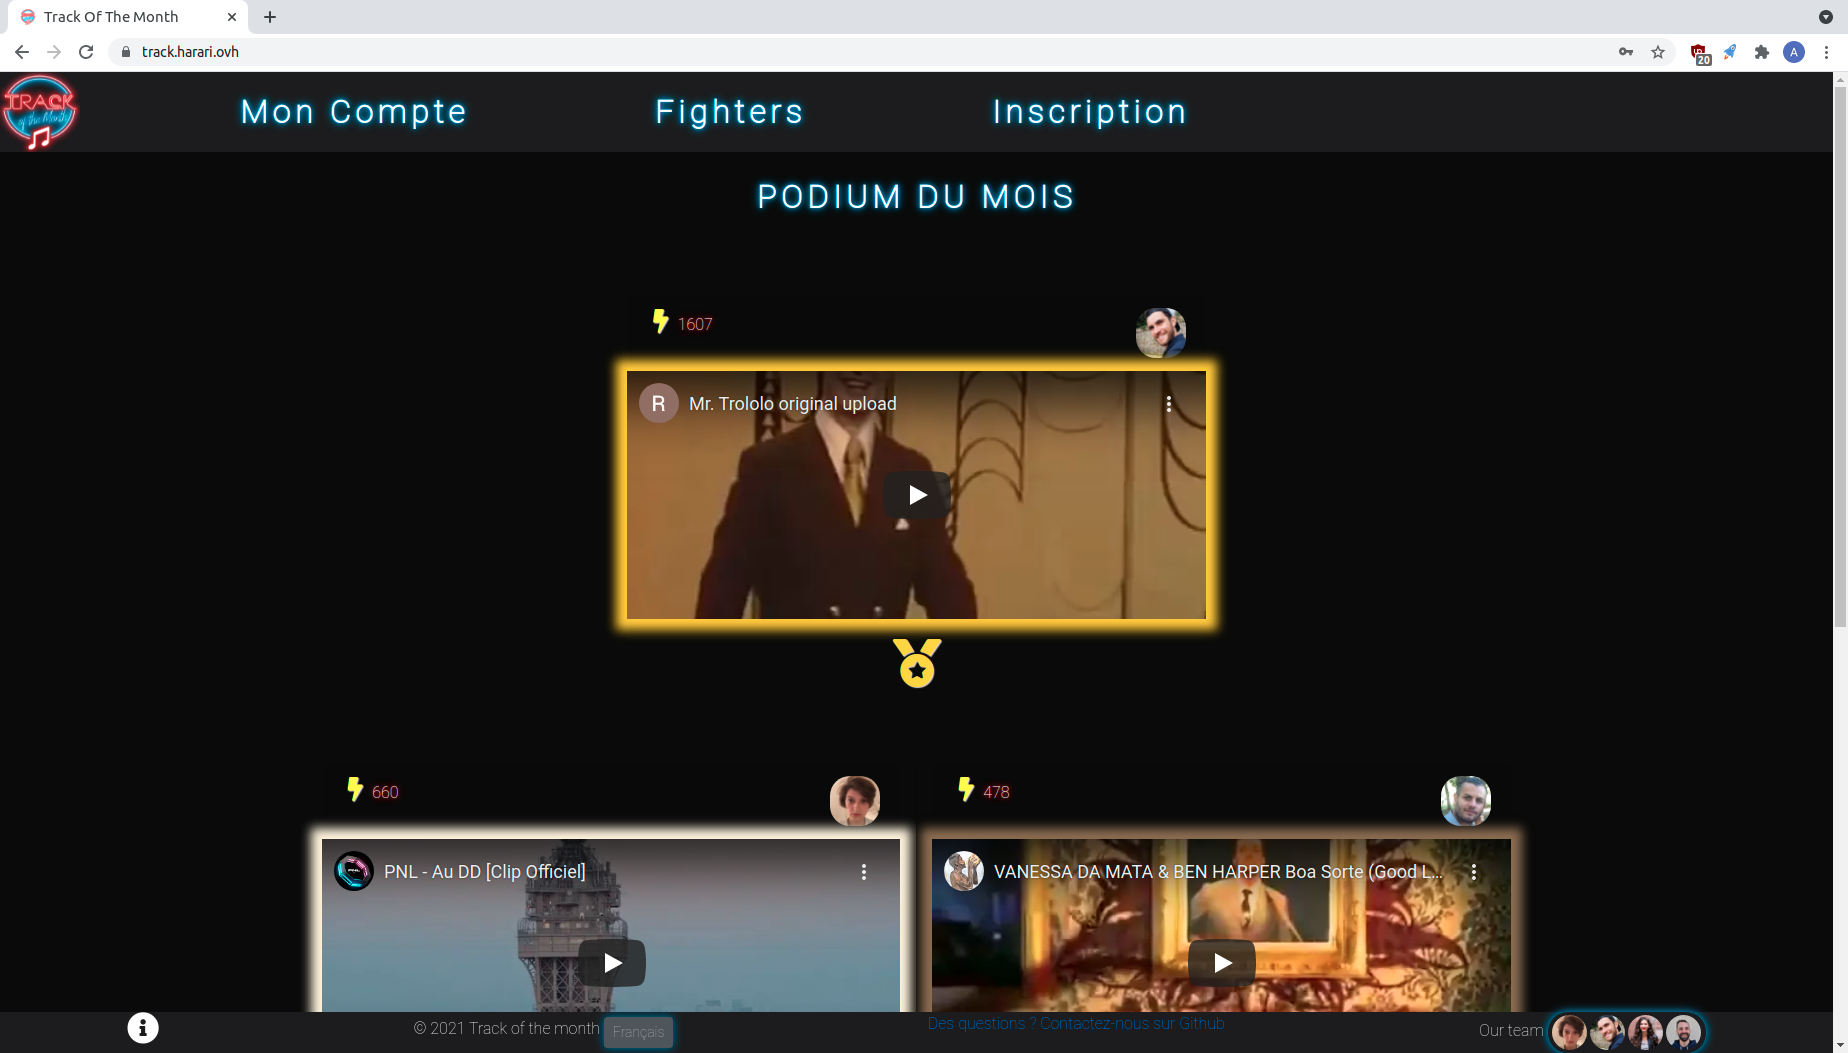 Track Of The Month
track.harari.ovh
20
A
TRACK
of the Month
Mon Compte
Fighters
Inscription
PODIUM DU MOIS
1607
R
Mr. Trololo original upload
660
478
PNL
PNL - Au DD [Clip Officiel]
VANESSA DA MATA & BEN HARPER Boa Sorte (Good L...
© 2021 Track of the month
Français
Des questions ? Contactez-nous sur Github
Our team